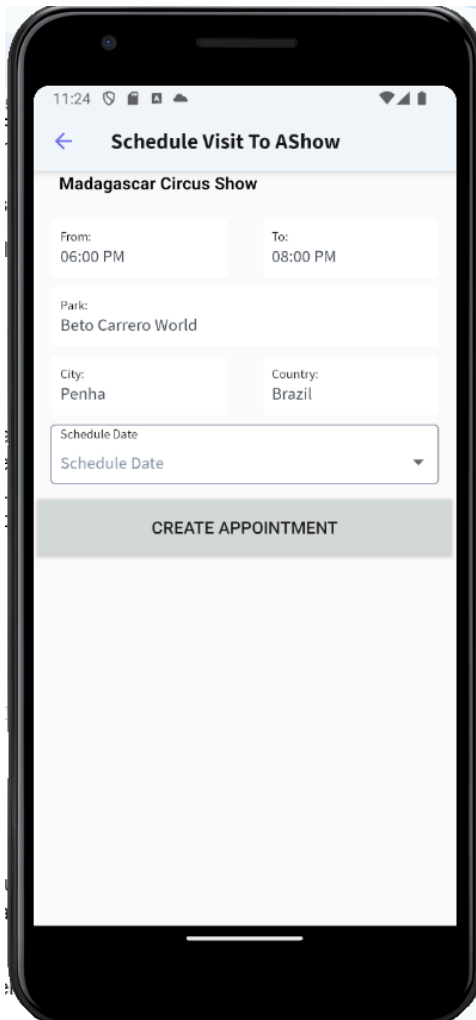 11:24
Schedule Visit To AShow
Madagascar Circus Show
From: To:
06:00 PM 08:00 PM
Park:
Beto Carrero World
City: Country:
Penha Brazil
Schedule Date
Schedule Date
CREATE APPOINTMENT